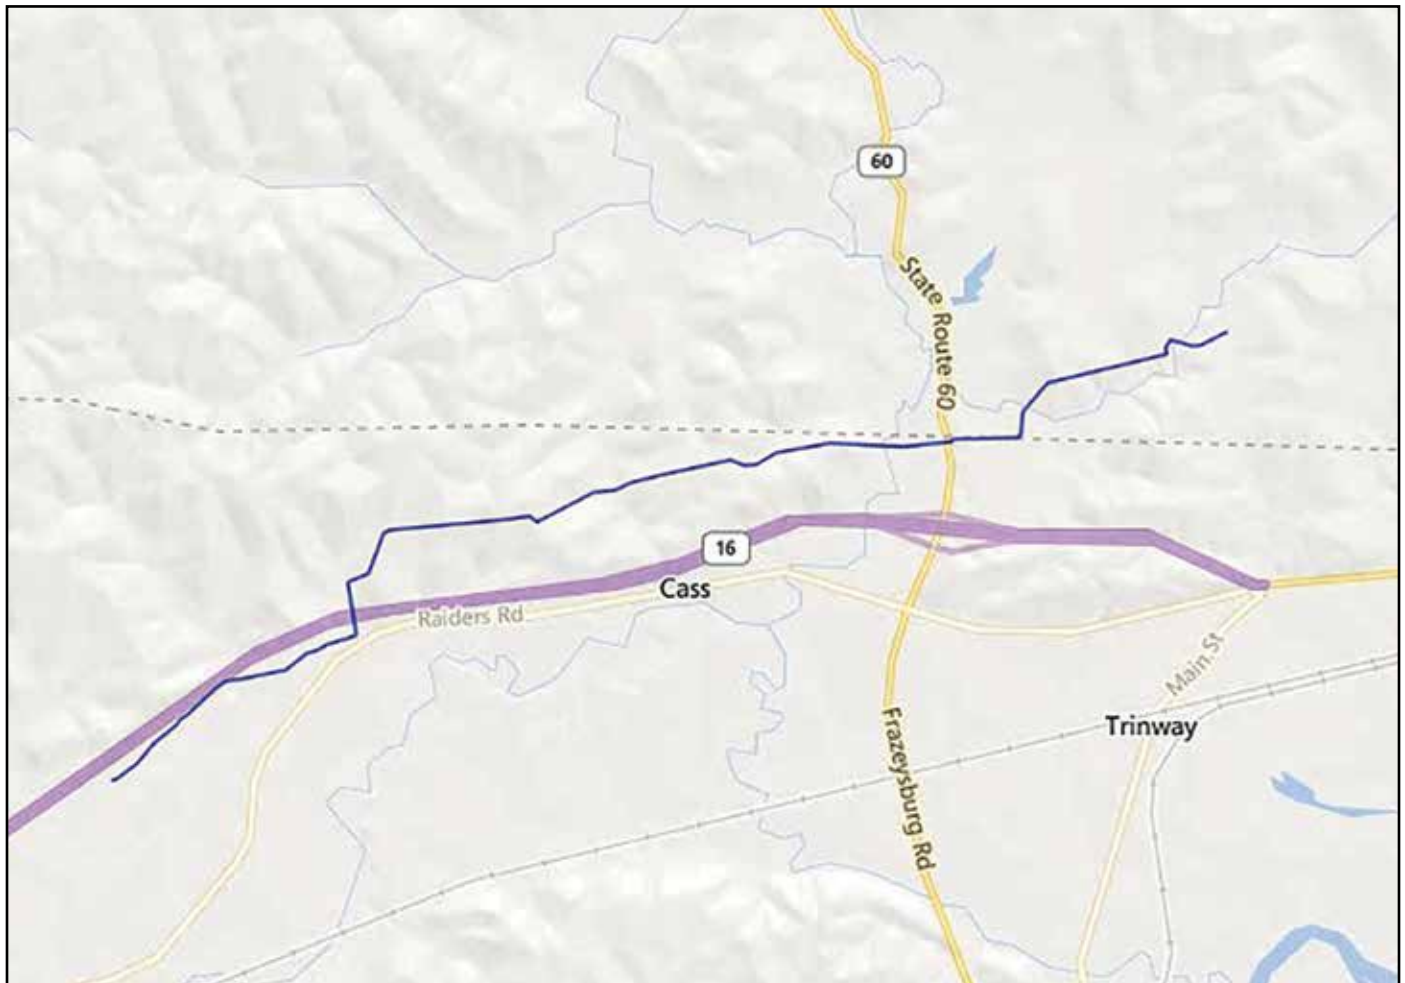 60
State Route 60
16
Cass
Raiders Rd
Main St
Trinway
Frazeysburg Rd